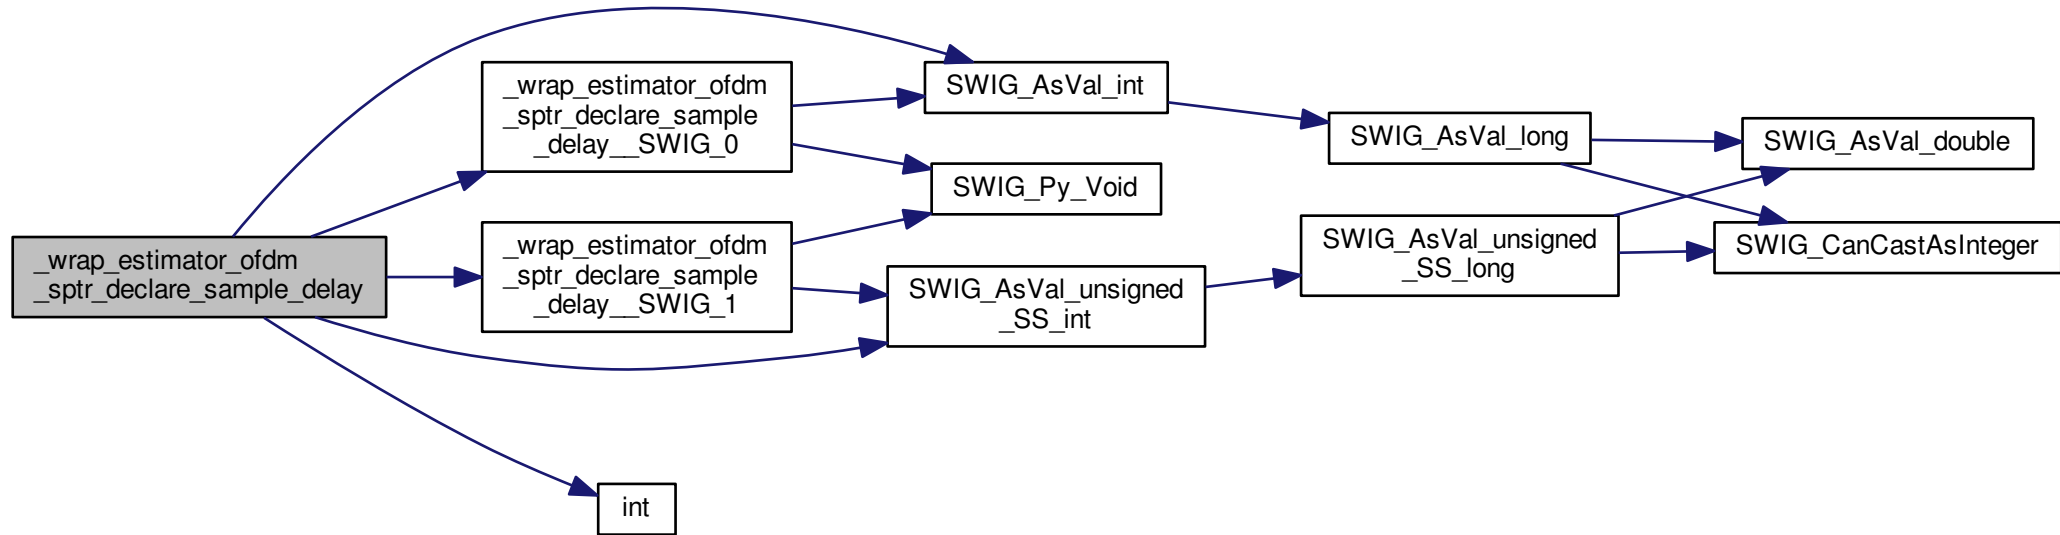 _wrap_estimator_ofdm
_sptr_declare_sample_delay
_wrap_estimator_ofdm
_sptr_declare_sample
_delay__SWIG_0
_wrap_estimator_ofdm
_sptr_declare_sample
_delay__SWIG_1
int
SWIG_AsVal_int
SWIG_Py_Void
SWIG_AsVal_unsigned
_SS_int
SWIG_AsVal_long
SWIG_AsVal_unsigned
_SS_long
SWIG_AsVal_double
SWIG_CanCastAsInteger